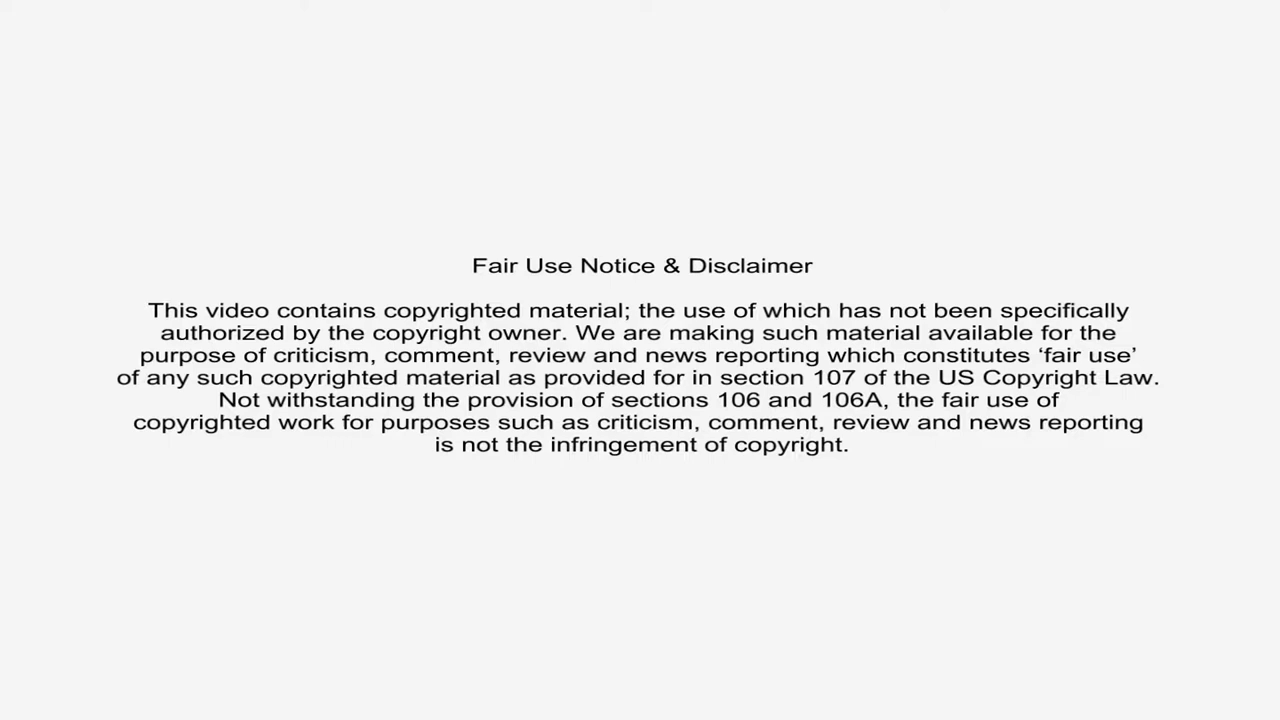 Fair Use Notice & Disclaimer
This video contains copyrighted material; the use of which has not been specifically
authorized by the copyright owner. We are making such material available for the
purpose of criticism, comment, review and news reporting which constitutes ‘fair use’
of any such copyrighted material as provided for in section 107 of the US Copyright Law.
Not withstanding the provision of sections 106 and 106A, the fair use of
copyrighted work for purposes such as criticism, comment, review and news reporting
is not the infringement of copyright.